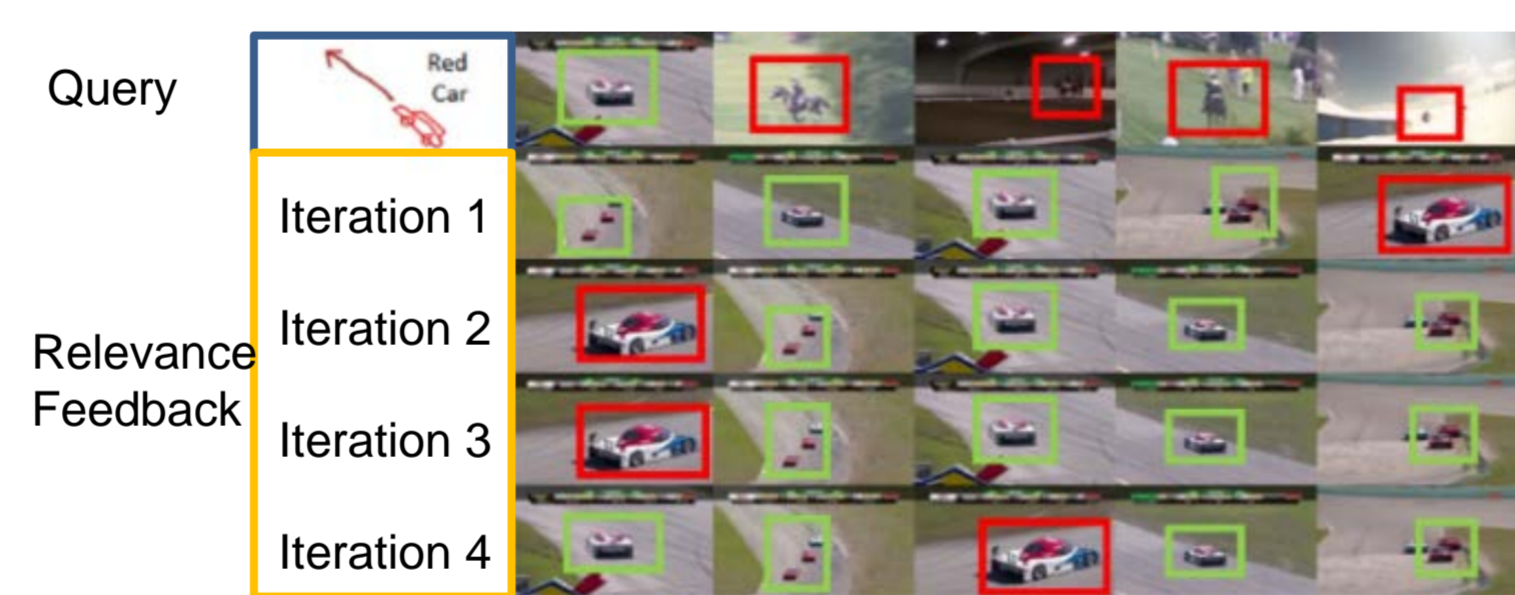 Query
Red
Car
Iteration 1
Iteration 2
Relevance
Feedback
Iteration 3
Iteration 4